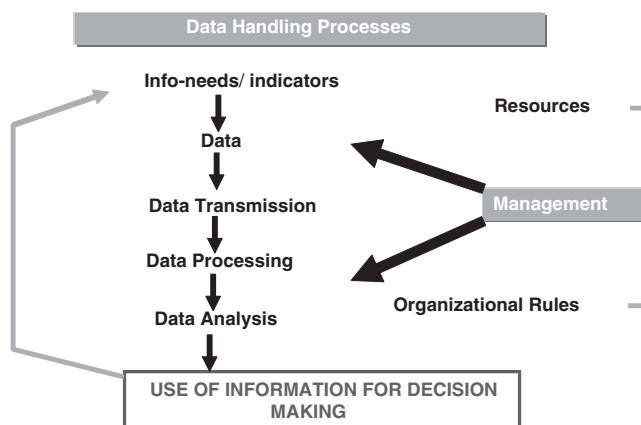 Data Handling Processes
Info-needs/ indicators
Resources
Data
Management
Data Transmission
Data Processing
Organizational Rules
Data Analysis
USE OF INFORMATION FOR DECISION
MAKING